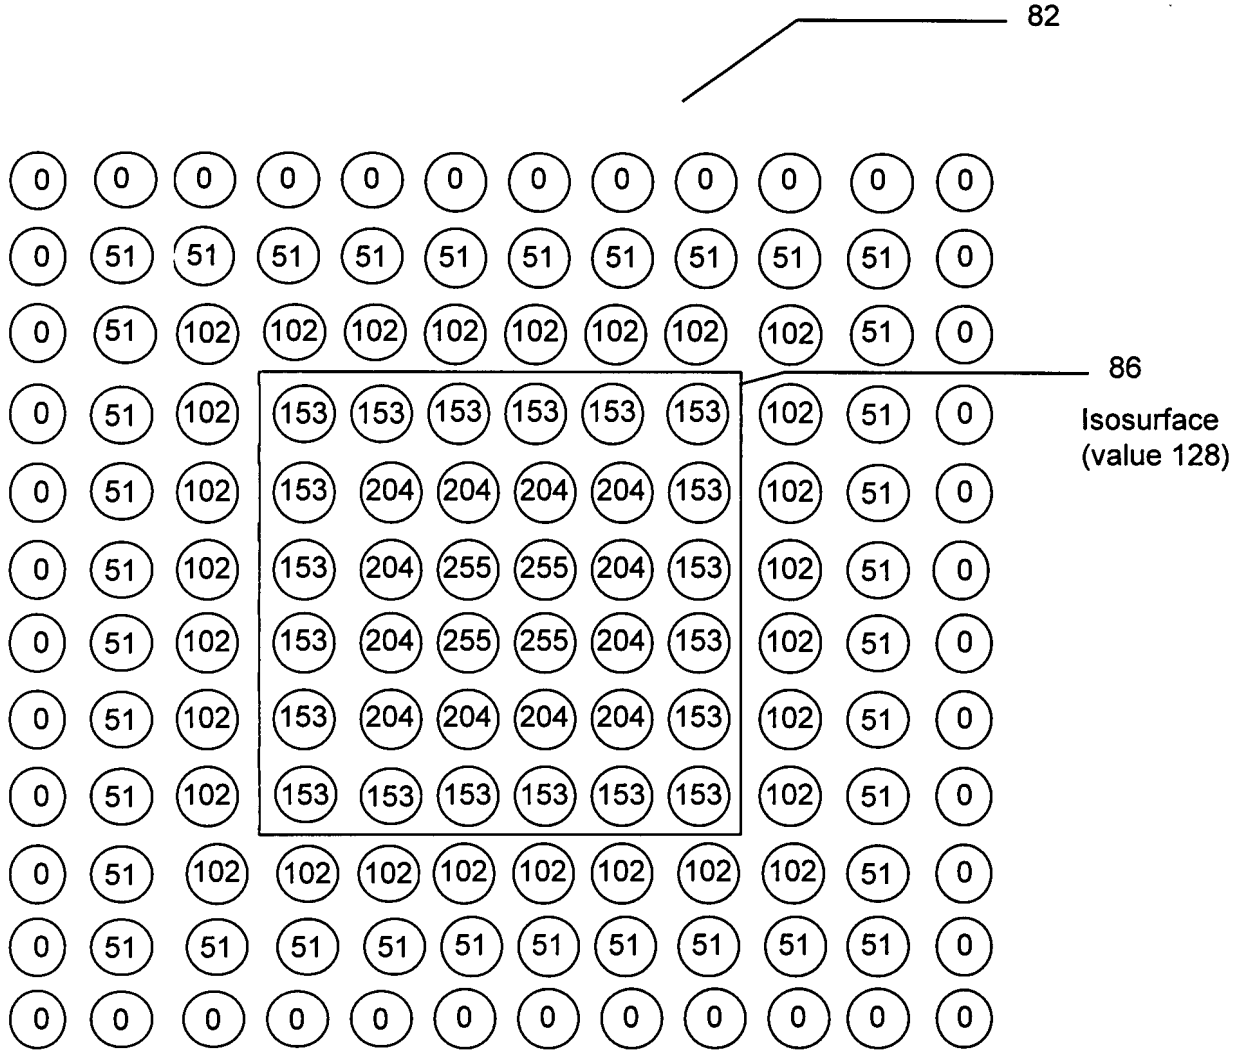 82
0 0 0 0 0 0 0 0 0 0 0 0
0 51 51 51 51 51 51 51 51 51 51 0
0 51 102 102 102 102 102 102 102 102 51 0
86
0 51 102 153 153 153 153 153 153 102 51 0
Isosurface
(value 128)
0 51 102 153 204 204 204 204 153 102 51 0
0 51 102 153 204 255 255 204 153 102 51 0
0 51 102 153 204 255 255 204 153 102 51 0
0 51 102 153 204 204 204 204 153 102 51 0
0 51 102 153 153 153 153 153 153 102 51 0
0 51 102 102 102 102 102 102 102 102 51 0
0 51 51 51 51 51 51 51 51 51 51 0
0 0 0 0 0 0 0 0 0 0 0 0